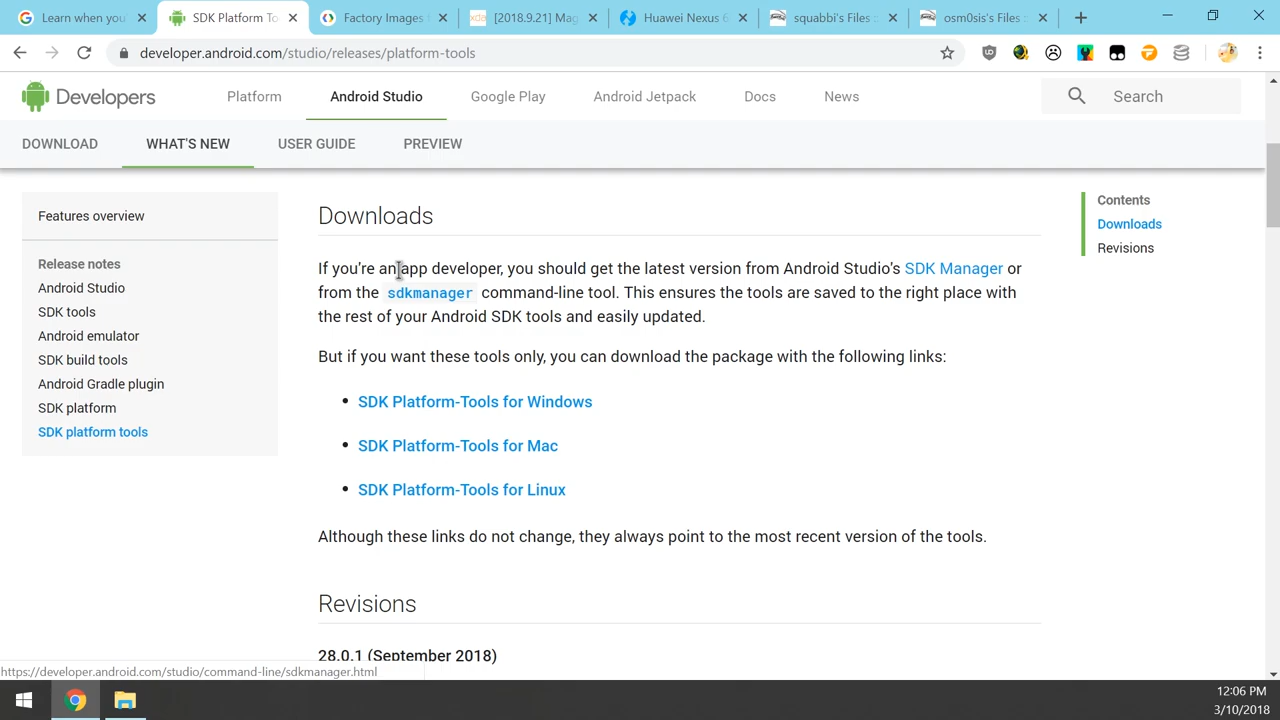 Learn when you
SDK Platform To
Factory Images f
[2018.9.21] Mag
Huawei Nexus 6
squabbi's Files ::
osm0sis's Files ::
developer.android.com/studio/releases/platform-tools
Developers
Platform
Android Studio
Google Play
Android Jetpack
Docs
News
Search
DOWNLOAD
WHAT'S NEW
USER GUIDE
PREVIEW
Features overview
Release notes
Android Studio
SDK tools
Android emulator
SDK build tools
Android Gradle plugin
SDK platform
SDK platform tools
Downloads
If you’re an app developer, you should get the latest version from Android Studio’s SDK Manager or
from the sdkmanager command-line tool. This ensures the tools are saved to the right place with
the rest of your Android SDK tools and easily updated.
But if you want these tools only, you can download the package with the following links:
• SDK Platform-Tools for Windows
• SDK Platform-Tools for Mac
• SDK Platform-Tools for Linux
Although these links do not change, they always point to the most recent version of the tools.
Revisions
28.0.1 (September 2018)
Contents
Downloads
Revisions
https://developer.android.com/studio/command-line/sdkmanager.html
12:06 PM
3/10/2018